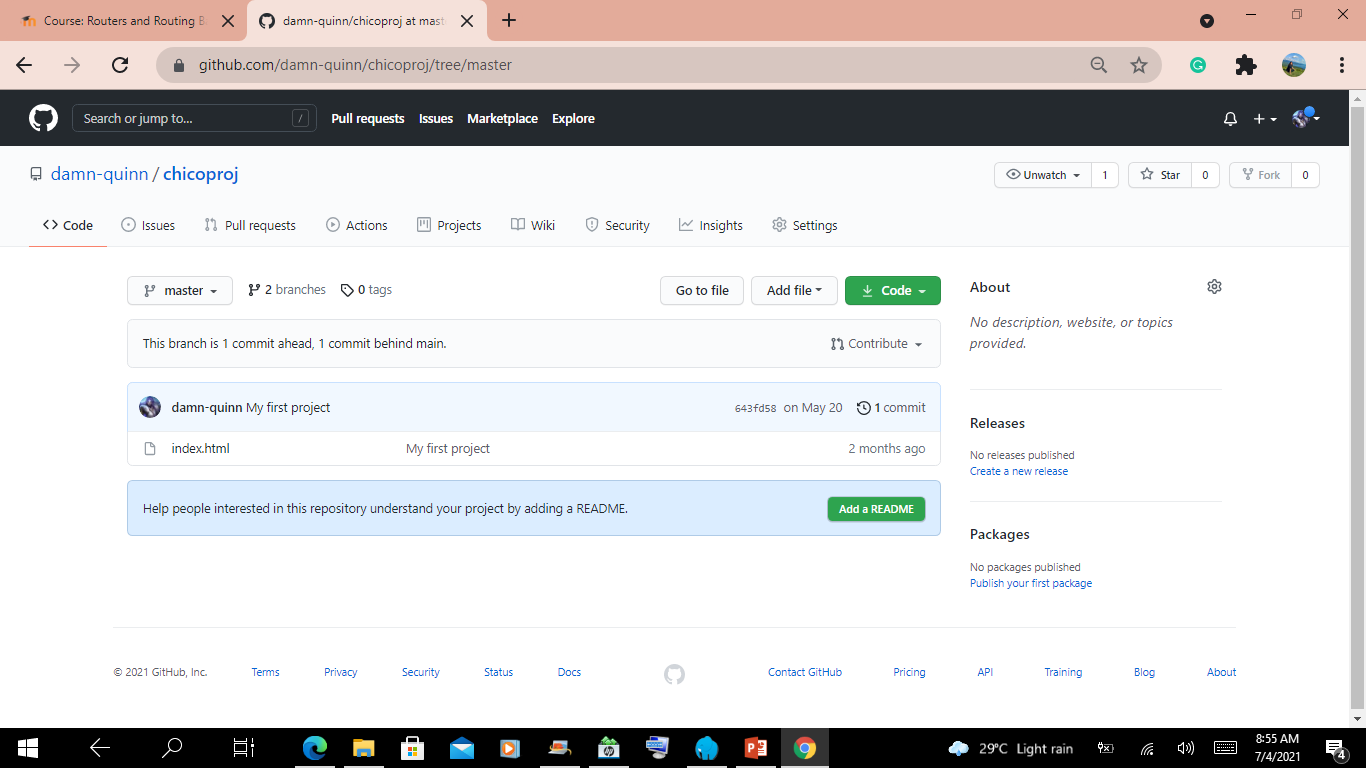 Course: Routers and Routing B
damn-quinn/chicoproj at mast
github.com/damn-quinn/chicoproj/tree/master
Search or jump to... /
Pull requests Issues Marketplace Explore
damn-quinn / chicoproj
Unwatch 1 Star 0 Fork 0
Code Issues Pull requests Actions Projects Wiki Security Insights Settings
master 2 branches 0 tags Go to file Add file Code
This branch is 1 commit ahead, 1 commit behind main. Contribute
damn-quinn My first project 643fd58 on May 20 1 commit
index.html My first project 2 months ago
Help people interested in this repository understand your project by adding a README. Add a README
About
No description, website, or topics
provided.
Releases
No releases published
Create a new release
Packages
No packages published
Publish your first package
© 2021 GitHub, Inc. Terms Privacy Security Status Docs Contact GitHub Pricing API Training Blog About
29°C Light rain
8:55 AM
7/4/2021
4